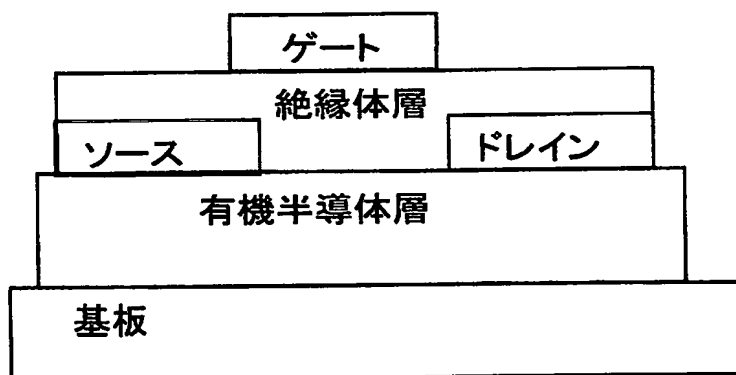 ゲート
絶縁体層
ソース
ドレイン
有機半導体層
基板